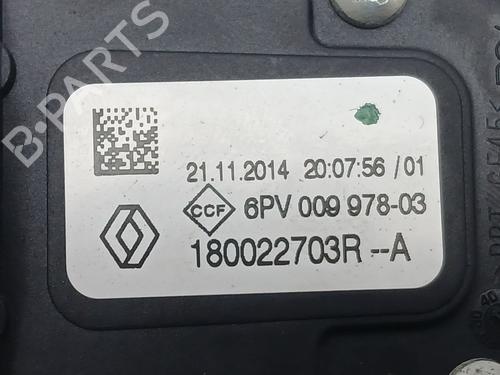 B-PARTS
21.11.2014 20:07:56 /01
CCF 6PV 009 978-03
180022703R --A